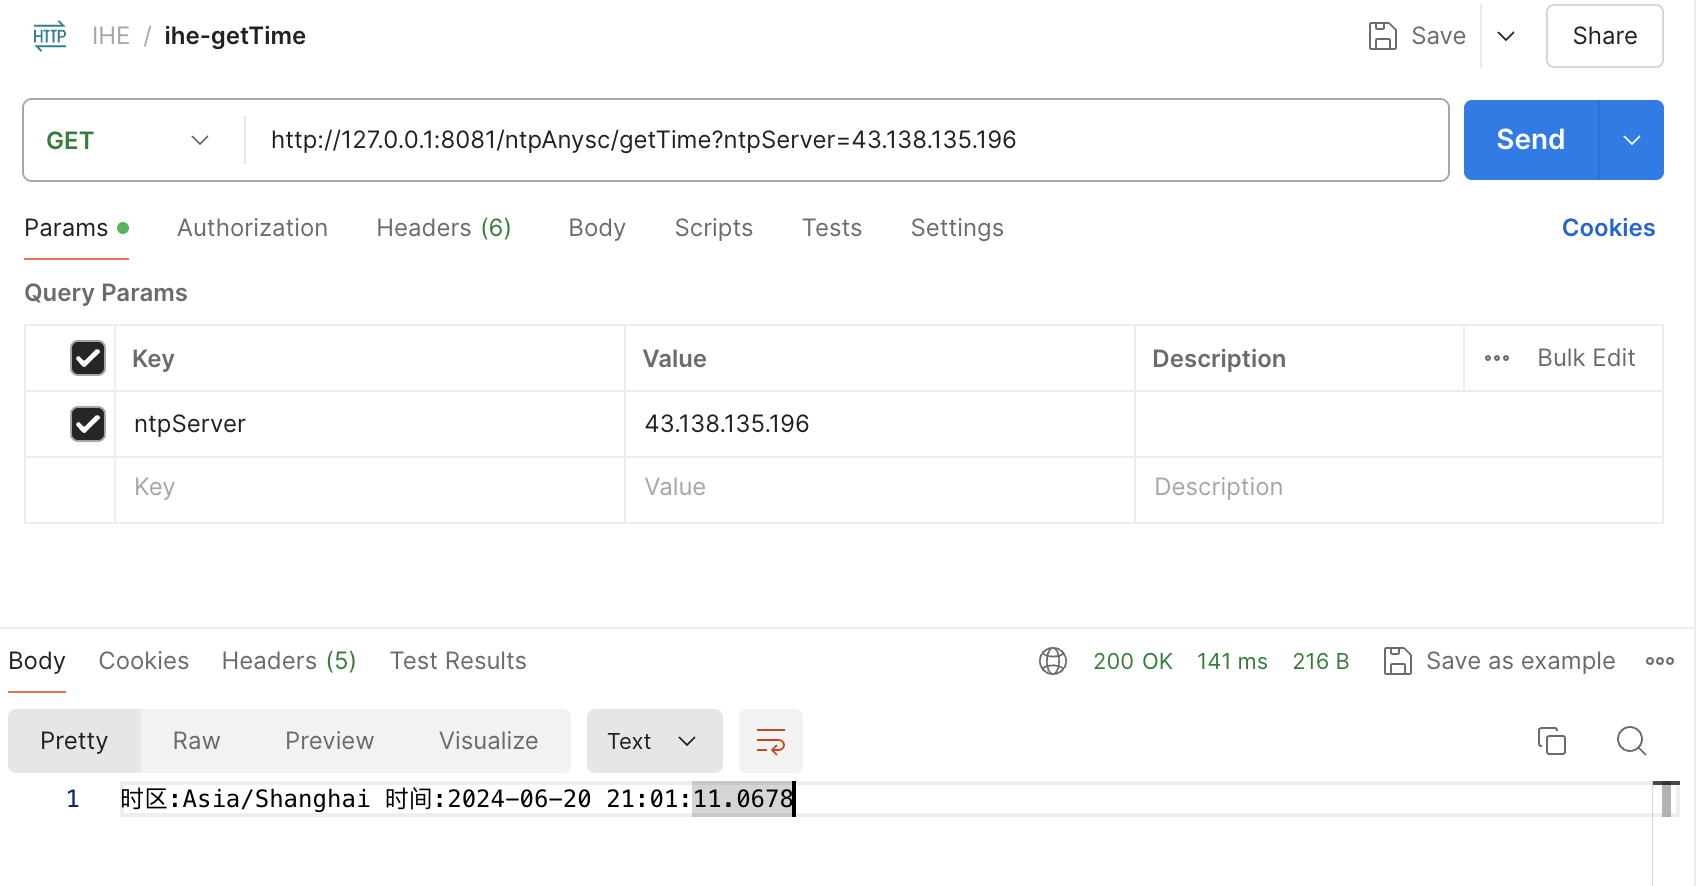 HTTP IHE / ihe-getTime Save Share
GET http://127.0.0.1:8081/ntpAnysc/getTime?ntpServer=43.138.135.196 Send
Params Authorization Headers (6) Body Scripts Tests Settings Cookies
Query Params
Key Value Description Bulk Edit
ntpServer 43.138.135.196
Key Value Description
Body Cookies Headers (5) Test Results 200 OK 141 ms 216 B Save as example
Pretty Raw Preview Visualize Text
1 时区:Asia/Shanghai 时间:2024-06-20 21:01:11.0678